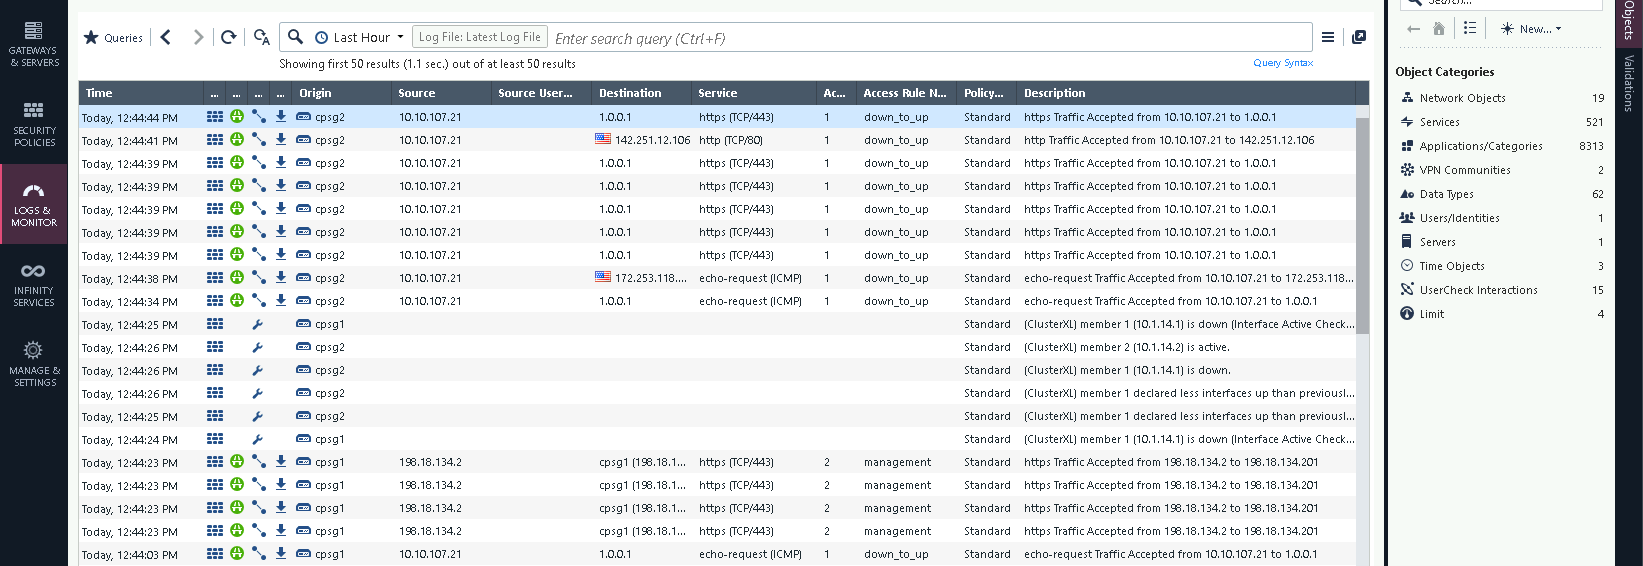 GATEWAYS
& SERVERS
SECURITY
POLICIES
LOGS &
MONITOR
INFINITY
SERVICES
MANAGE &
SETTINGS
Queries
Last Hour
Log File: Latest Log File
Enter search query (Ctrl+F)
Showing first 50 results (1.1 sec.) out of at least 50 results
Query Syntax
Time ... ... ... ... Origin Source Source User... Destination Service Ac... Access Rule N... Policy... Description
Today, 12:44:44 PM cpsg2 10.10.107.21 1.0.0.1 https (TCP/443) 1 down_to_up Standard https Traffic Accepted from 10.10.107.21 to 1.0.0.1
Today, 12:44:41 PM cpsg2 10.10.107.21 142.251.12.106 http (TCP/80) 1 down_to_up Standard http Traffic Accepted from 10.10.107.21 to 142.251.12.106
Today, 12:44:39 PM cpsg2 10.10.107.21 1.0.0.1 https (TCP/443) 1 down_to_up Standard https Traffic Accepted from 10.10.107.21 to 1.0.0.1
Today, 12:44:39 PM cpsg2 10.10.107.21 1.0.0.1 https (TCP/443) 1 down_to_up Standard https Traffic Accepted from 10.10.107.21 to 1.0.0.1
Today, 12:44:39 PM cpsg2 10.10.107.21 1.0.0.1 https (TCP/443) 1 down_to_up Standard https Traffic Accepted from 10.10.107.21 to 1.0.0.1
Today, 12:44:39 PM cpsg2 10.10.107.21 1.0.0.1 https (TCP/443) 1 down_to_up Standard https Traffic Accepted from 10.10.107.21 to 1.0.0.1
Today, 12:44:39 PM cpsg2 10.10.107.21 1.0.0.1 https (TCP/443) 1 down_to_up Standard https Traffic Accepted from 10.10.107.21 to 1.0.0.1
Today, 12:44:38 PM cpsg2 10.10.107.21 172.253.118.... echo-request (ICMP) 1 down_to_up Standard echo-request Traffic Accepted from 10.10.107.21 to 172.253.118...
Today, 12:44:34 PM cpsg2 10.10.107.21 1.0.0.1 echo-request (ICMP) 1 down_to_up Standard echo-request Traffic Accepted from 10.10.107.21 to 1.0.0.1
Today, 12:44:25 PM cpsg1 Standard (ClusterXL) member 1 (10.1.14.1) is down (Interface Active Check...
Today, 12:44:26 PM cpsg2 Standard (ClusterXL) member 2 (10.1.14.2) is active.
Today, 12:44:26 PM cpsg2 Standard (ClusterXL) member 1 (10.1.14.1) is down.
Today, 12:44:26 PM cpsg2 Standard (ClusterXL) member 1 declared less interfaces up than previousl...
Today, 12:44:25 PM cpsg2 Standard (ClusterXL) member 1 declared less interfaces up than previousl...
Today, 12:44:24 PM cpsg1 Standard (ClusterXL) member 1 (10.1.14.1) is down (Interface Active Check...
Today, 12:44:23 PM cpsg1 198.18.134.2 cpsg1 (198.18.1... https (TCP/443) 2 management Standard https Traffic Accepted from 198.18.134.2 to 198.18.134.201
Today, 12:44:23 PM cpsg1 198.18.134.2 cpsg1 (198.18.1... https (TCP/443) 2 management Standard https Traffic Accepted from 198.18.134.2 to 198.18.134.201
Today, 12:44:23 PM cpsg1 198.18.134.2 cpsg1 (198.18.1... https (TCP/443) 2 management Standard https Traffic Accepted from 198.18.134.2 to 198.18.134.201
Today, 12:44:23 PM cpsg1 198.18.134.2 cpsg1 (198.18.1... https (TCP/443) 2 management Standard https Traffic Accepted from 198.18.134.2 to 198.18.134.201
Today, 12:44:03 PM cpsg1 10.10.107.21 1.0.0.1 echo-request (ICMP) 1 down_to_up Standard echo-request Traffic Accepted from 10.10.107.21 to 1.0.0.1
Search...
New...
Object Categories
Network Objects 19
Services 521
Applications/Categories 8313
VPN Communities 2
Data Types 62
Users/Identities 1
Servers 1
Time Objects 3
UserCheck Interactions 15
Limit 4
Objects
Validations